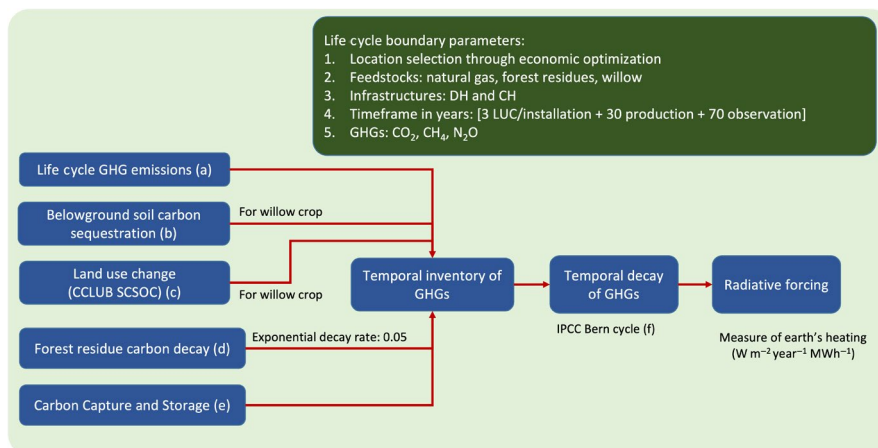 Life cycle boundary parameters:
1. Location selection through economic optimization
2. Feedstocks: natural gas, forest residues, willow
3. Infrastructures: DH and CH
4. Timeframe in years: [3 LUC/installation + 30 production + 70 observation]
5. GHGs: CO₂, CH₄, N₂O
Life cycle GHG emissions (a)
Belowground soil carbon
sequestration (b)
For willow crop
Land use change
(CCLUB SCSOC) (c)
For willow crop
Forest residue carbon decay (d)
Exponential decay rate: 0.05
Carbon Capture and Storage (e)
Temporal inventory of
GHGs
Temporal decay
of GHGs
IPCC Bern cycle (f)
Radiative forcing
Measure of earth's heating
(W m⁻² year⁻¹ MWh⁻¹)